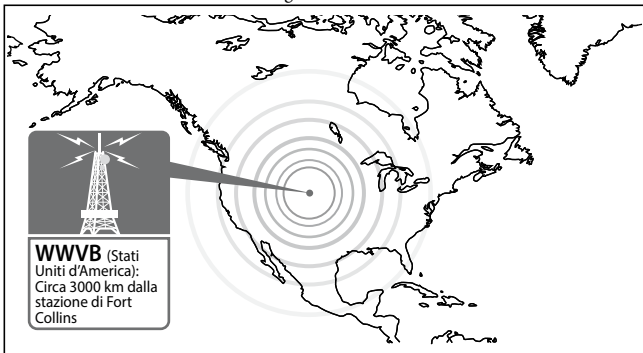 WWVB (Stati
Uniti d'America):
Circa 3000 km dalla
stazione di Fort
Collins